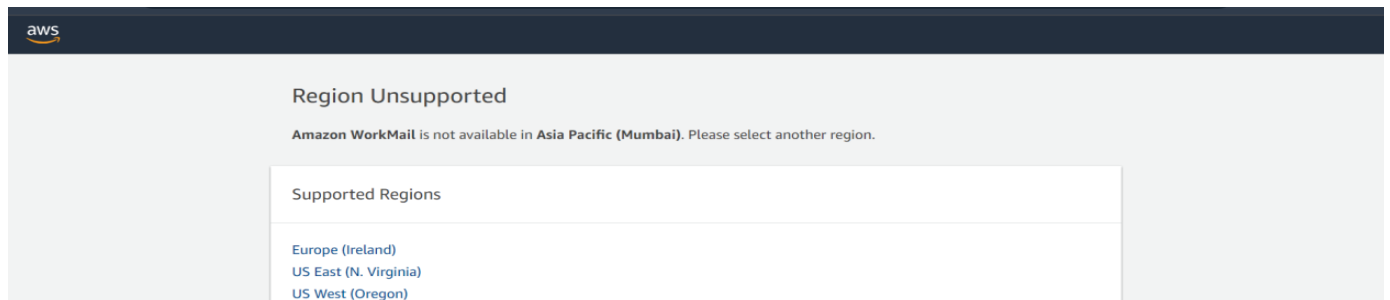 aws
Region Unsupported
Amazon WorkMail is not available in Asia Pacific (Mumbai). Please select another region.
Supported Regions
Europe (Ireland)
US East (N. Virginia)
US West (Oregon)